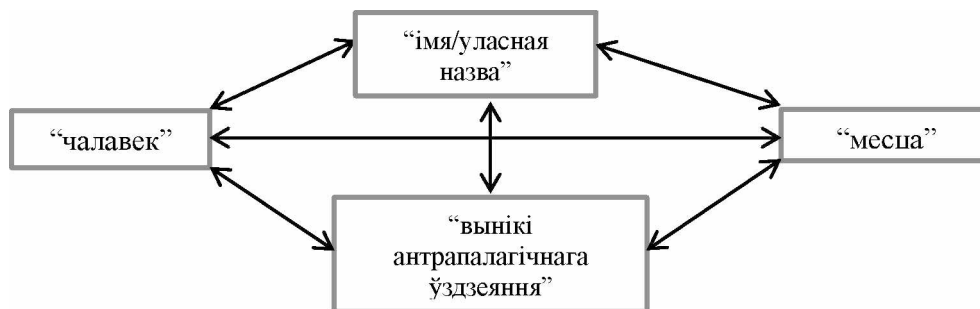 “імя/уласная
назва”
“чалавек”
“месца”
“вынікі
антрапалагічнага
ўздзеяння”